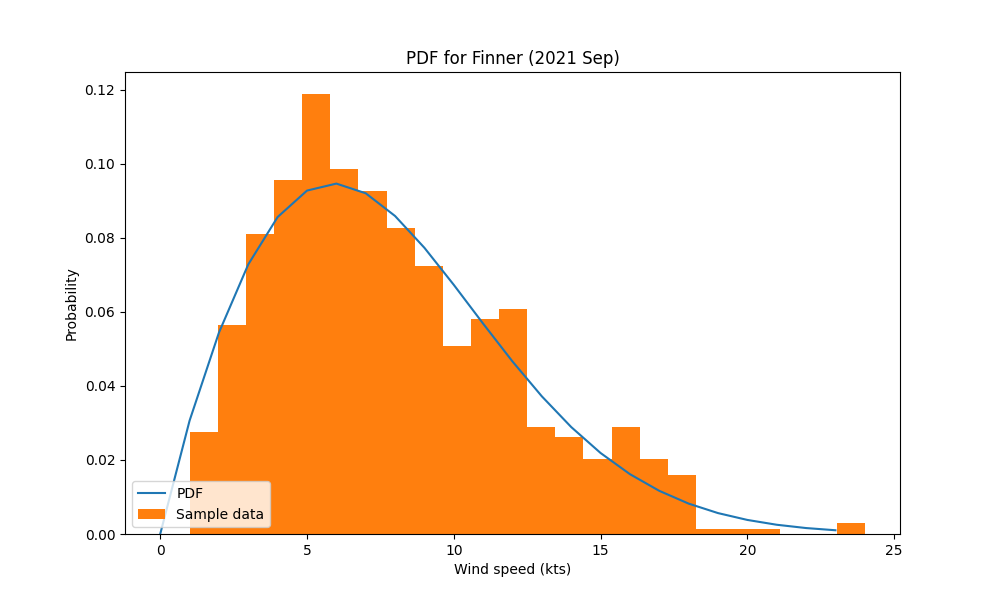 PDF for Finner (2021 Sep)
0.12
0.10
0.08
0.06
0.04
0.02
0.00
Probability
PDF
Sample data
0
5
10
15
20
25
Wind speed (kts)